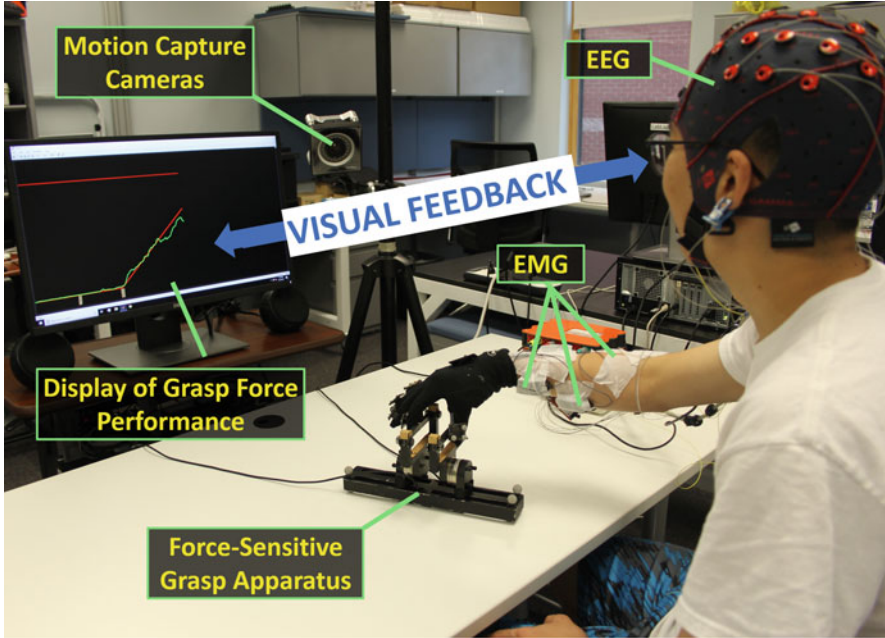 Motion Capture
Cameras
EEG
VISUAL FEEDBACK
EMG
Display of Grasp Force
Performance
Force-Sensitive
Grasp Apparatus